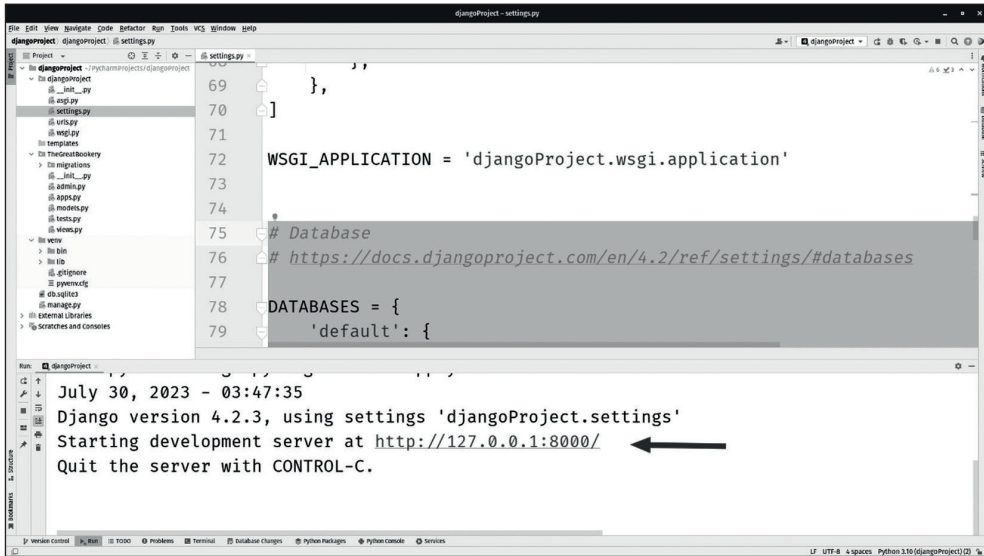 djangoProject - settings.py
File Edit View Navigate Code Refactor Run Tools VCS Window Help
djangoProject djangoProject settings.py
djangoProject
Project
settings.py
djangoProject ~/PycharmProjects/djangoProject
djangoProject
__init__.py
asgi.py
settings.py
urls.py
wsgi.py
templates
TheGreatBookery
migrations
__init__.py
admin.py
apps.py
models.py
tests.py
views.py
venv
bin
lib
.gitignore
pyvenv.cfg
db.sqlite3
manage.py
External Libraries
Scratches and Consoles
69 },
70 ]
71
72 WSGI_APPLICATION = 'djangoProject.wsgi.application'
73
74
75 # Database
76 # https://docs.djangoproject.com/en/4.2/ref/settings/#databases
77
78 DATABASES = {
79 'default': {
Run: djangoProject
July 30, 2023 - 03:47:35
Django version 4.2.3, using settings 'djangoProject.settings'
Starting development server at http://127.0.0.1:8000/
Quit the server with CONTROL-C.
Project
Structure
Bookmarks
Version Control Run TODO Problems Terminal Database Changes Python Packages Python Console Services
LF UTF-8 4 spaces Python 3.10 (djangoProject) (2)